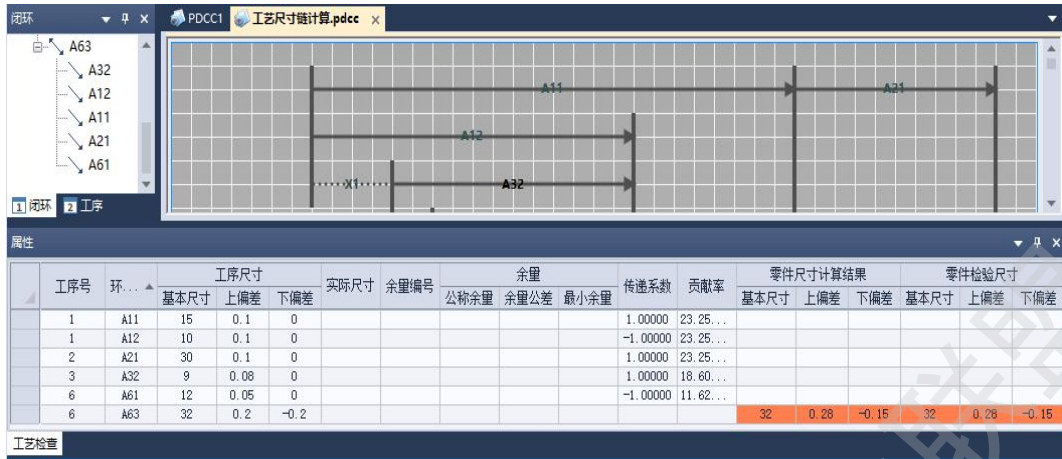 闭环
PDCC1 工艺尺寸链计算.pdcc
A63
A32
A12
A11
A21
A61
1 闭环 2 工序
A11 A21
A12
X1 A32
属性
工序号 环... 工序尺寸 实际尺寸 余量编号 余量 传递系数 贡献率 零件尺寸计算结果 零件检验尺寸
基本尺寸 上偏差 下偏差 公称余量 余量公差 最小余量 基本尺寸 上偏差 下偏差 基本尺寸 上偏差 下偏差
1 A11 15 0.1 0 1.00000 23.25...
1 A12 10 0.1 0 -1.00000 23.25...
2 A21 30 0.1 0 1.00000 23.25...
3 A32 9 0.08 0 1.00000 18.60...
6 A61 12 0.05 0 -1.00000 11.62...
6 A63 32 0.2 -0.2 32 0.28 -0.15 32 0.28 -0.15
工艺检查